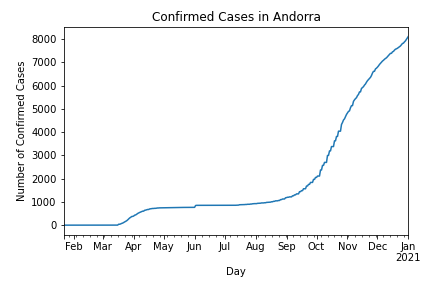 Confirmed Cases in Andorra
Number of Confirmed Cases
8000
7000
6000
5000
4000
3000
2000
1000
0
Feb Mar Apr May Jun Jul Aug Sep Oct Nov Dec Jan
2021
Day